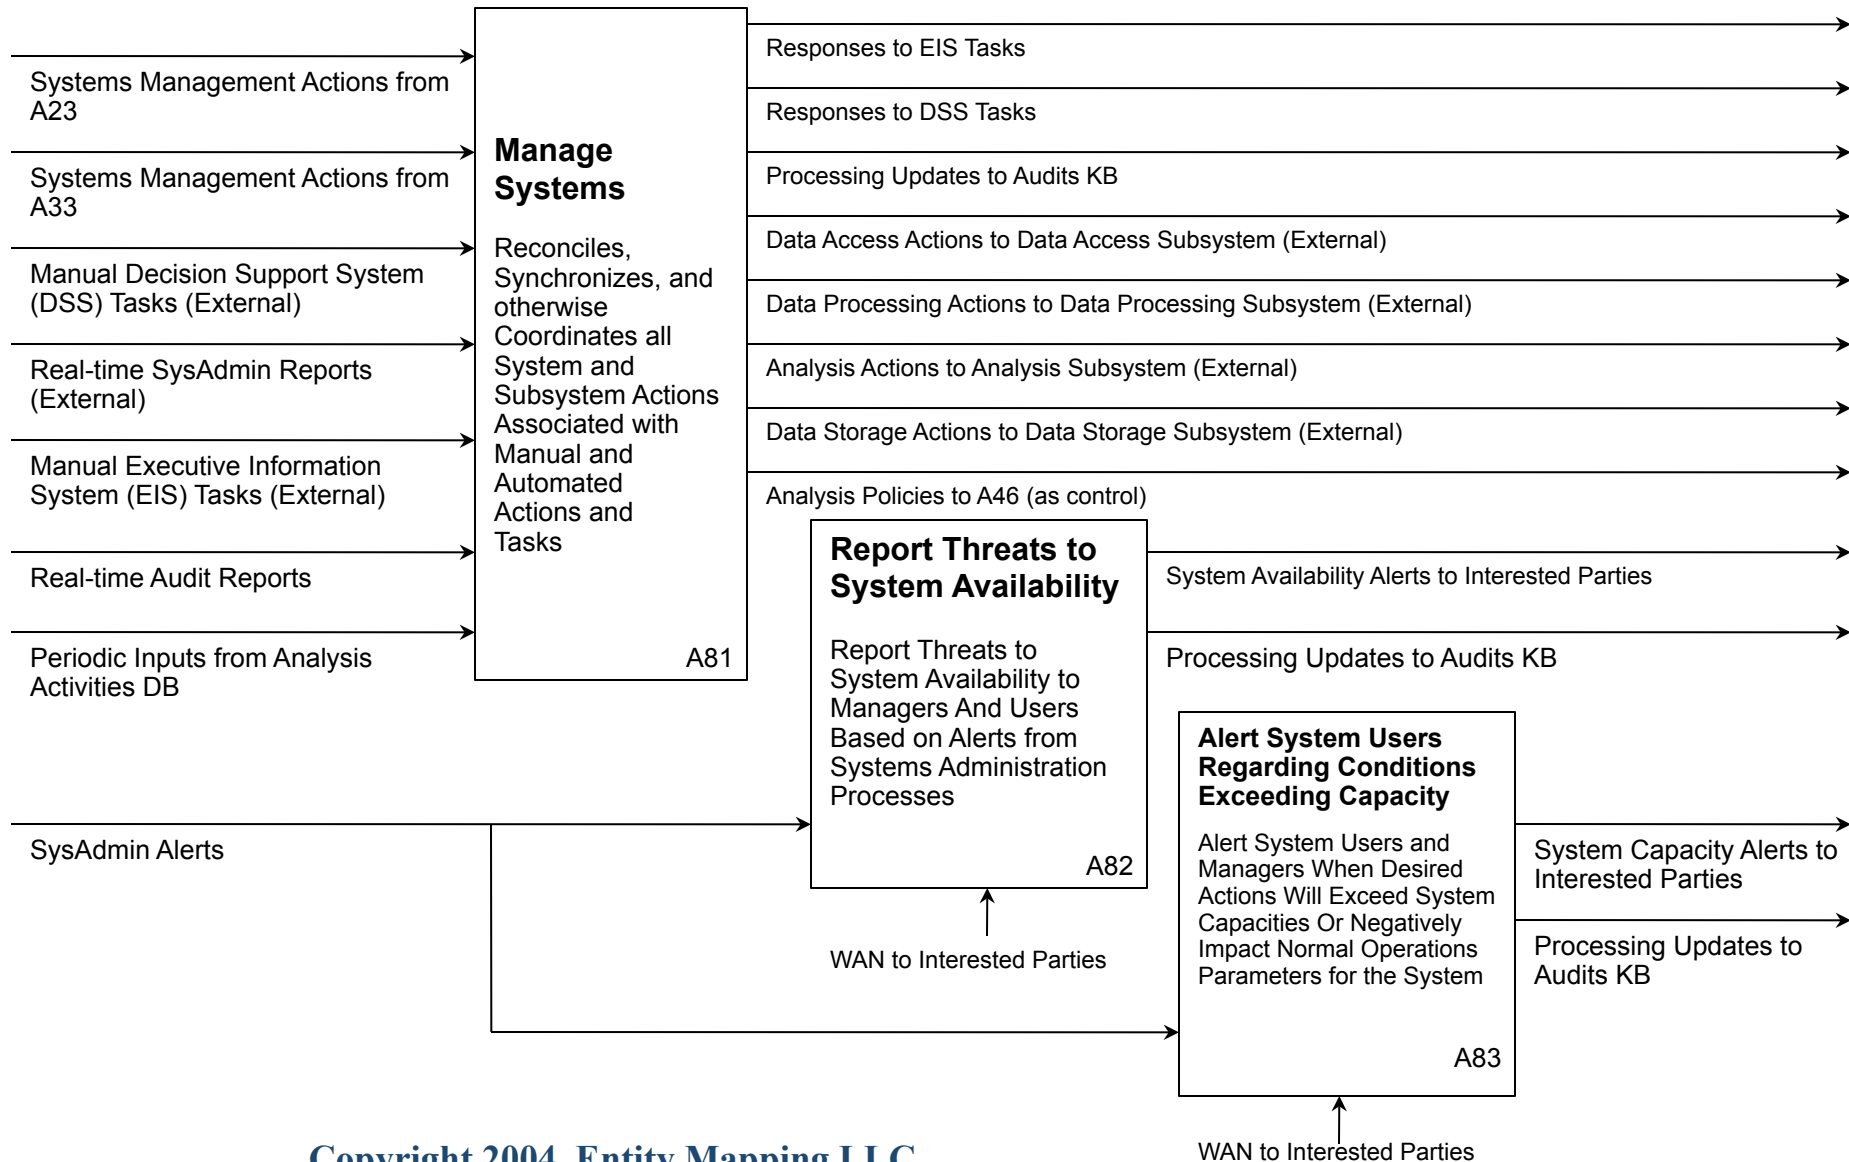 Systems Management Actions from
A23
Systems Management Actions from
A33
Manual Decision Support System
(DSS) Tasks (External)
Real-time SysAdmin Reports
(External)
Manual Executive Information
System (EIS) Tasks (External)
Real-time Audit Reports
Periodic Inputs from Analysis
Activities DB
SysAdmin Alerts
Manage
Systems
Reconciles,
Synchronizes, and
otherwise
Coordinates all
System and
Subsystem Actions
Associated with
Manual and
Automated
Actions and
Tasks
A81
Responses to EIS Tasks
Responses to DSS Tasks
Processing Updates to Audits KB
Data Access Actions to Data Access Subsystem (External)
Data Processing Actions to Data Processing Subsystem (External)
Analysis Actions to Analysis Subsystem (External)
Data Storage Actions to Data Storage Subsystem (External)
Analysis Policies to A46 (as control)
Report Threats to
System Availability
Report Threats to
System Availability to
Managers And Users
Based on Alerts from
Systems Administration
Processes
A82
WAN to Interested Parties
System Availability Alerts to Interested Parties
Processing Updates to Audits KB
Alert System Users
Regarding Conditions
Exceeding Capacity
Alert System Users and
Managers When Desired
Actions Will Exceed System
Capacities Or Negatively
Impact Normal Operations
Parameters for the System
A83
WAN to Interested Parties
System Capacity Alerts to
Interested Parties
Processing Updates to
Audits KB
Copyright 2004, Entity Mapping LLC